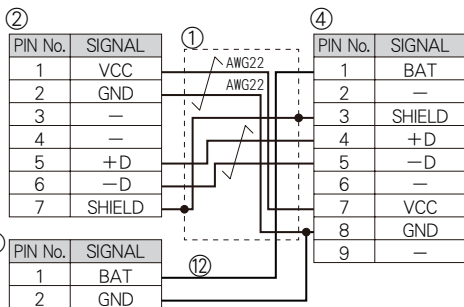 ②
PIN No. SIGNAL
1 VCC
2 GND
3 −
4 −
5 +D
6 −D
7 SHIELD
①
AWG22
AWG22
④
PIN No. SIGNAL
1 BAT
2 −
3 SHIELD
4 +D
5 −D
6 −
7 VCC
8 GND
9 −
PIN No. SIGNAL
1 BAT
2 GND
⑫